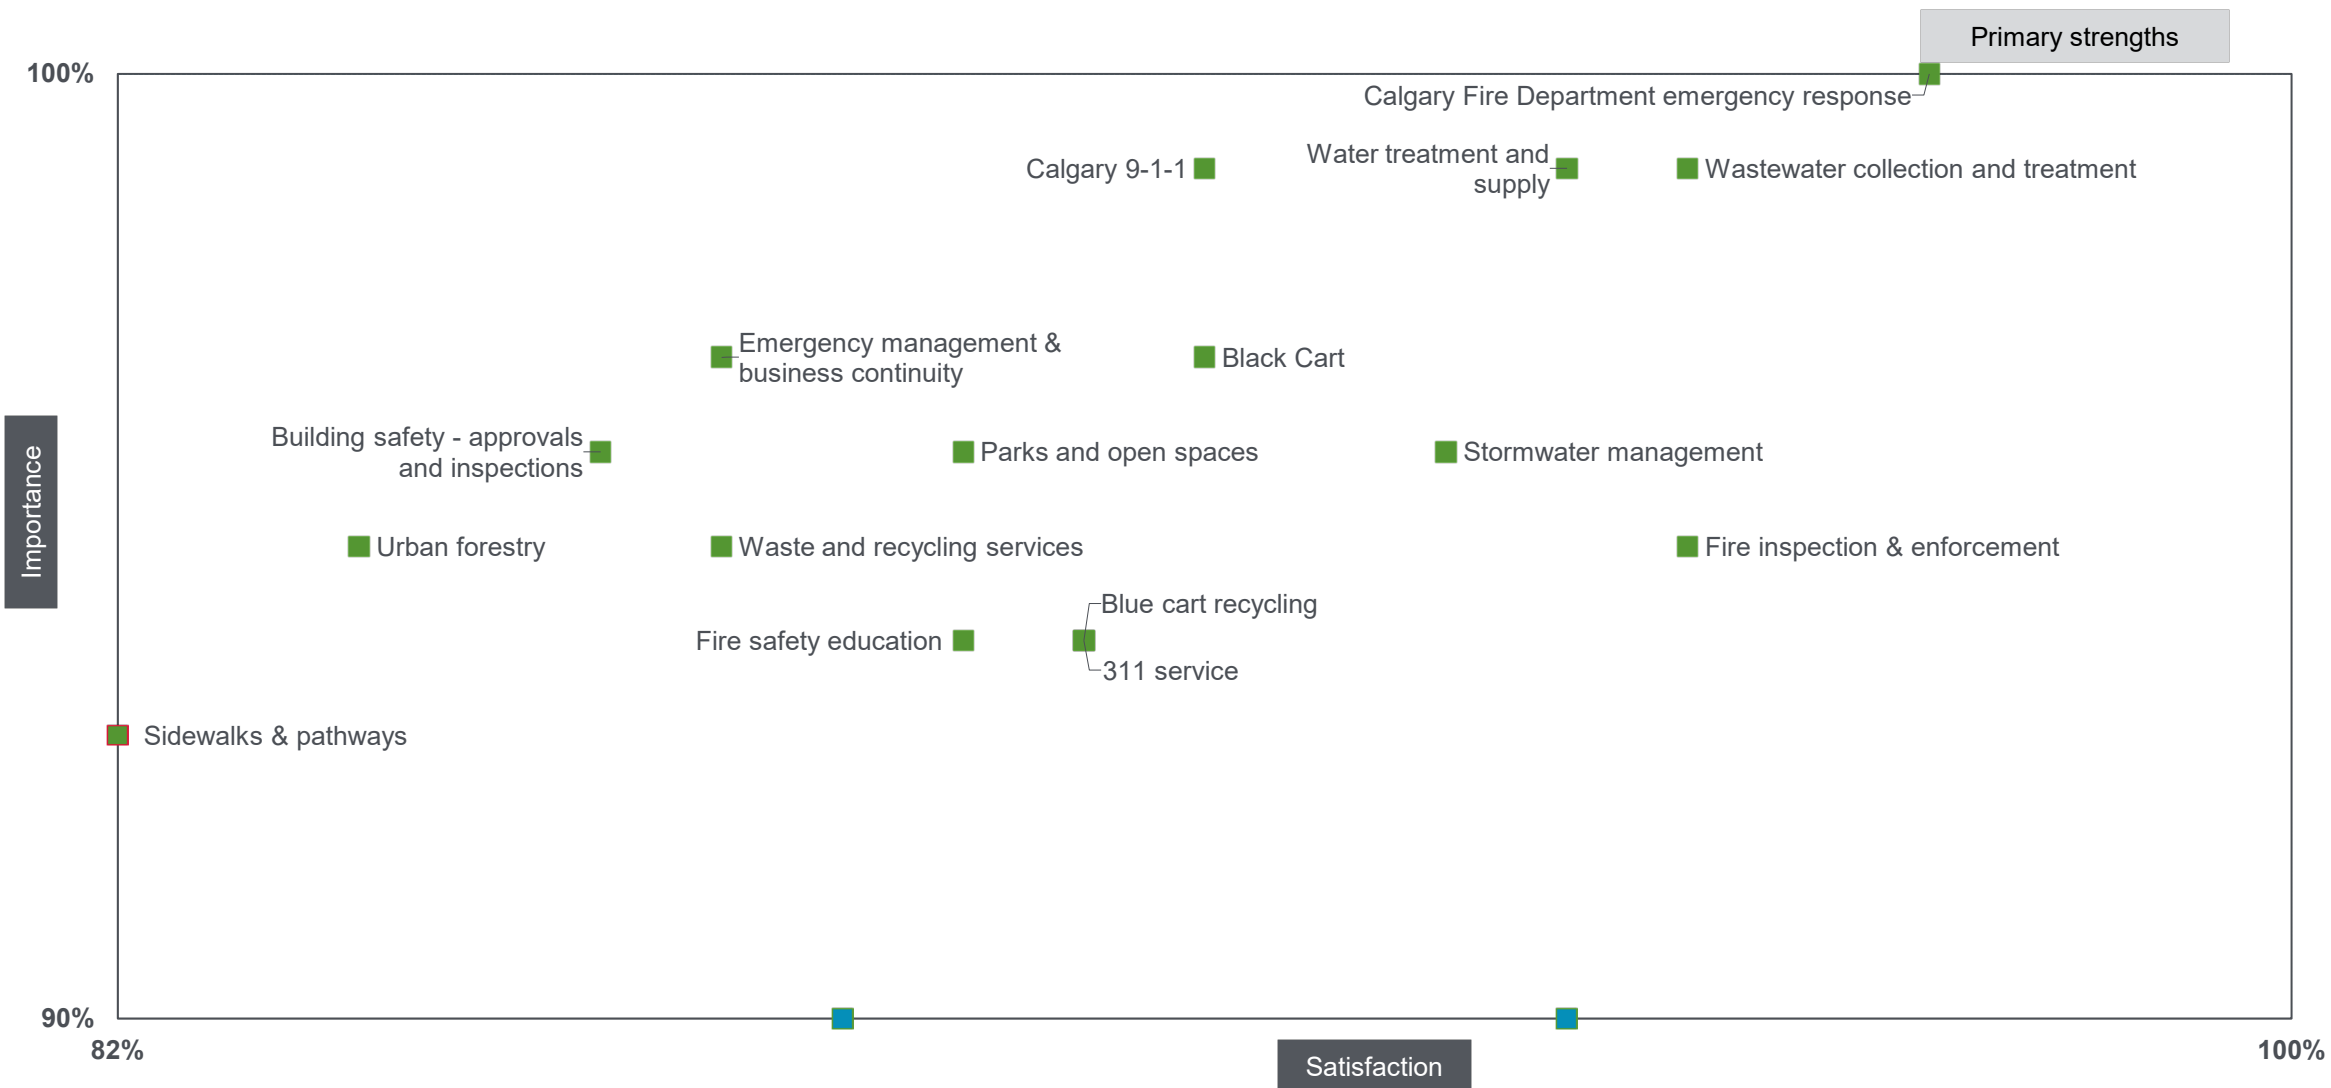 Primary strengths
100%
Calgary Fire Department emergency response
Calgary 9-1-1
Water treatment and
supply
Wastewater collection and treatment
Emergency management &
business continuity
Black Cart
Building safety - approvals
and inspections
Parks and open spaces
Stormwater management
Importance
Urban forestry
Waste and recycling services
Fire inspection & enforcement
Blue cart recycling
Fire safety education
311 service
Sidewalks & pathways
90%
82%
100%
Satisfaction